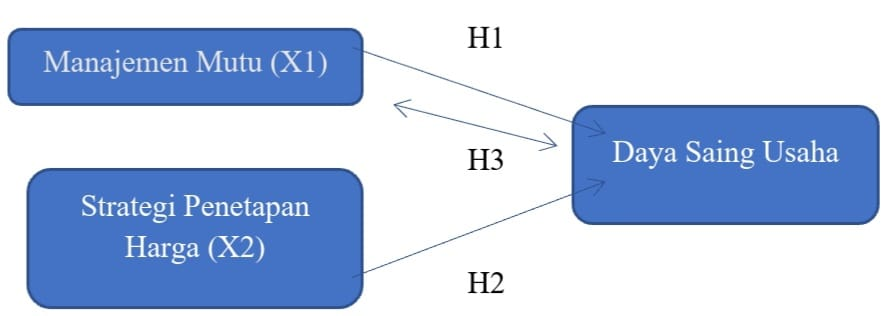 H1
Manajemen Mutu (X1)
Daya Saing Usaha
H3
Strategi Penetapan
Harga (X2)
H2